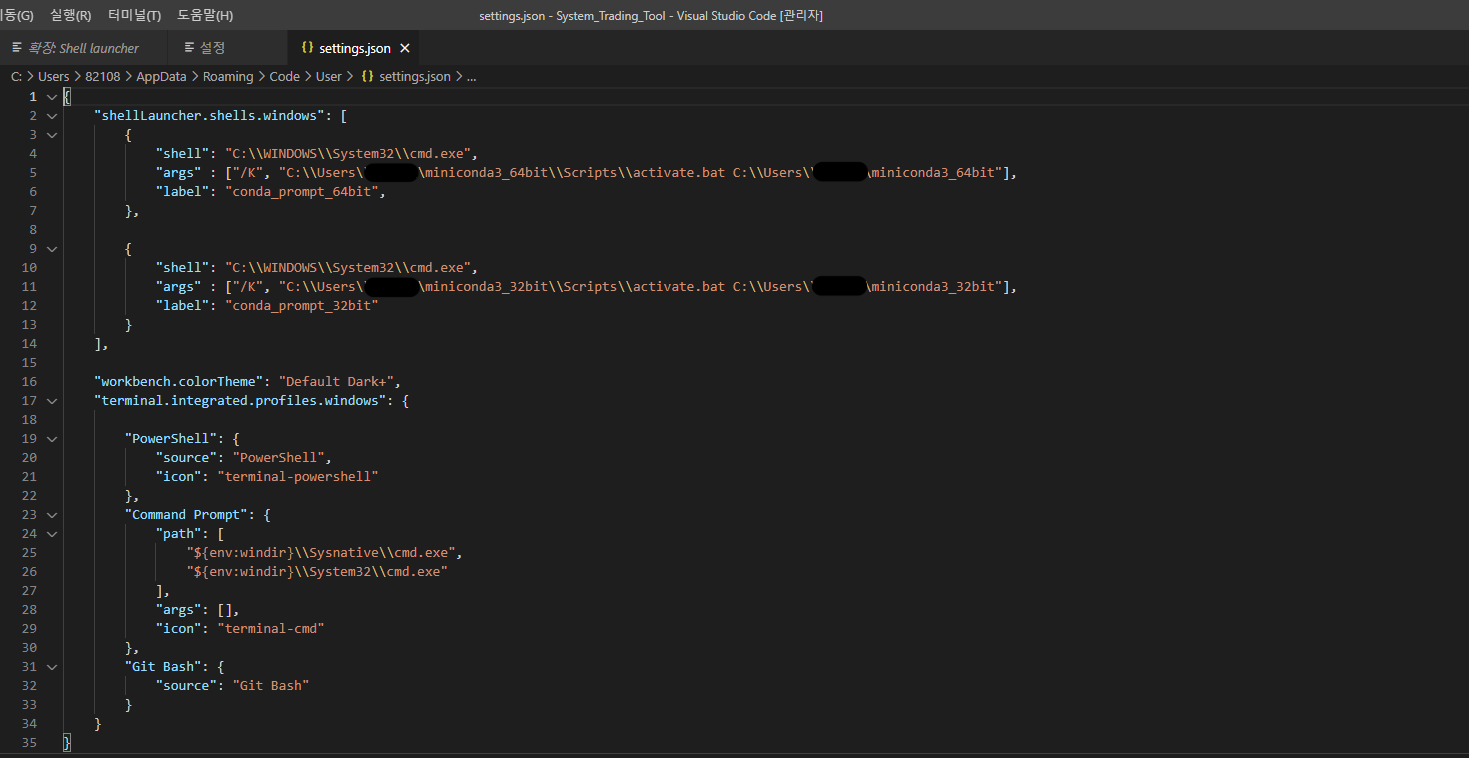 동(G) 실행(R) 터미널(T) 도움말(H) settings.json - System_Trading_Tool - Visual Studio Code [관리자]
확장: Shell launcher 설정 {} settings.json ×
C: > Users > 82108 > AppData > Roaming > Code > User > {} settings.json > ...
1 {
2 "shellLauncher.shells.windows": [
3 {
4 "shell": "C:\\WINDOWS\\System32\\cmd.exe",
5 "args" : ["/K", "C:\\Users\ \miniconda3_64bit\\Scripts\\activate.bat C:\\Users\ \miniconda3_64bit"],
6 "label": "conda_prompt_64bit",
7 },
8
9 {
10 "shell": "C:\\WINDOWS\\System32\\cmd.exe",
11 "args" : ["/K", "C:\\Users\ \miniconda3_32bit\\Scripts\\activate.bat C:\\Users\ \miniconda3_32bit"],
12 "label": "conda_prompt_32bit"
13 }
14 ],
15
16 "workbench.colorTheme": "Default Dark+",
17 "terminal.integrated.profiles.windows": {
18
19 "PowerShell": {
20 "source": "PowerShell",
21 "icon": "terminal-powershell"
22 },
23 "Command Prompt": {
24 "path": [
25 "${env:windir}\\Sysnative\\cmd.exe",
26 "${env:windir}\\System32\\cmd.exe"
27 ],
28 "args": [],
29 "icon": "terminal-cmd"
30 },
31 "Git Bash": {
32 "source": "Git Bash"
33 }
34 }
35 }